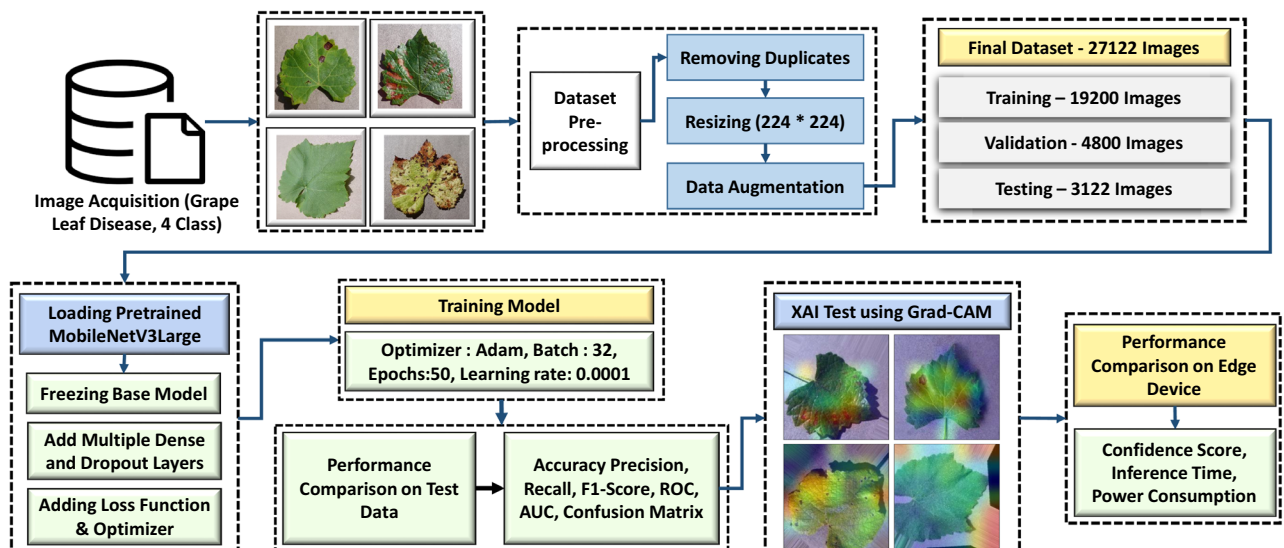 Image Acquisition (Grape
Leaf Disease, 4 Class)
Dataset
Pre-
processing
Removing Duplicates
Resizing (224 * 224)
Data Augmentation
Final Dataset - 27122 Images
Training – 19200 Images
Validation - 4800 Images
Testing – 3122 Images
Loading Pretrained
MobileNetV3Large
Freezing Base Model
Add Multiple Dense
and Dropout Layers
Adding Loss Function
& Optimizer
Training Model
Optimizer : Adam, Batch : 32,
Epochs:50, Learning rate: 0.0001
Performance
Comparison on Test
Data
Accuracy Precision,
Recall, F1-Score, ROC,
AUC, Confusion Matrix
XAI Test using Grad-CAM
Performance
Comparison on Edge
Device
Confidence Score,
Inference Time,
Power Consumption